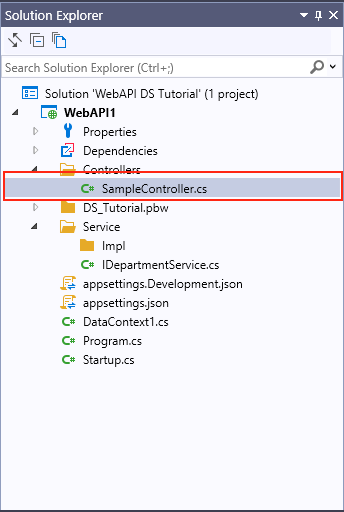 Solution Explorer
Search Solution Explorer (Ctrl+;)
Solution 'WebAPI DS Tutorial' (1 project)
WebAPI1
Properties
Dependencies
Controllers
C# SampleController.cs
DS_Tutorial.pbw
Service
Impl
C# IDepartmentService.cs
appsettings.Development.json
appsettings.json
C# DataContext1.cs
C# Program.cs
C# Startup.cs